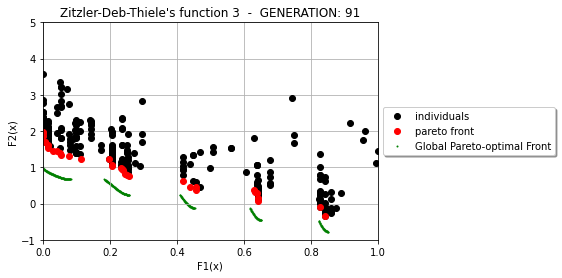 Zitzler-Deb-Thiele's function 3 - GENERATION: 91
5
4
3
2
1
0
−1
F2(x)
0.0 0.2 0.4 0.6 0.8 1.0
F1(x)
individuals
pareto front
Global Pareto-optimal Front